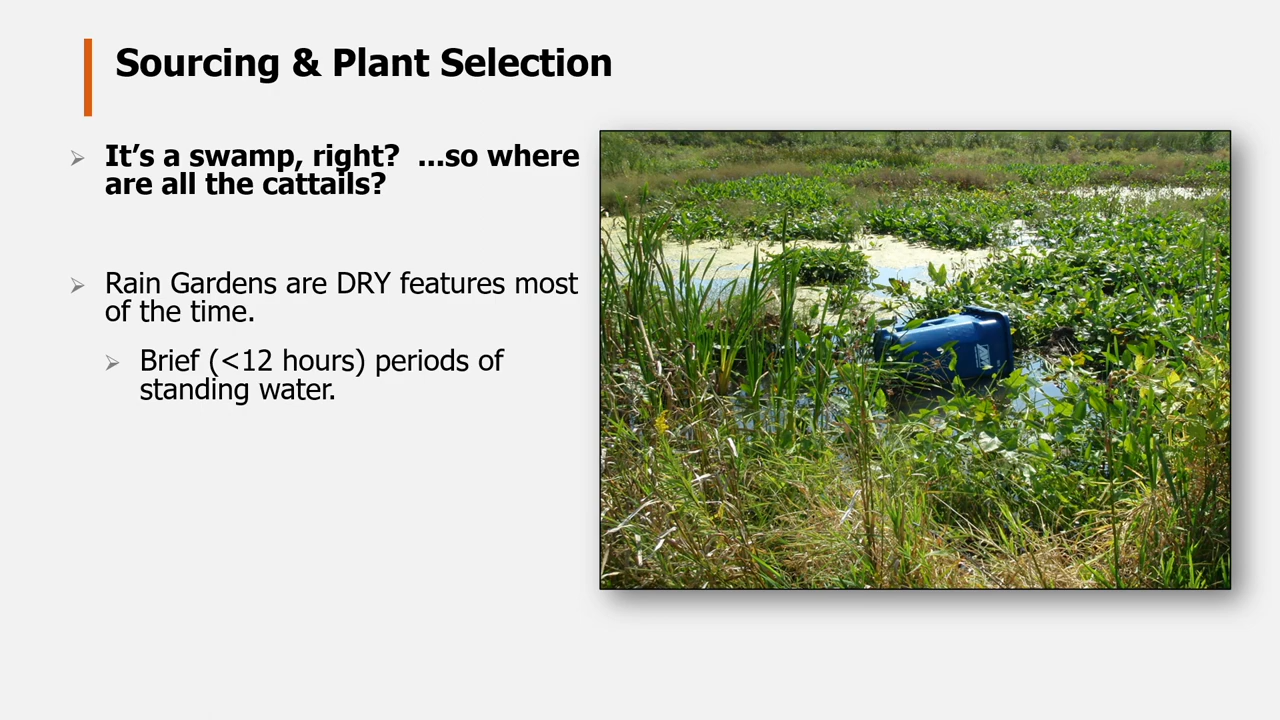 Sourcing & Plant Selection
It's a swamp, right? ...so where
are all the cattails?
Rain Gardens are DRY features most
of the time.
Brief (<12 hours) periods of
standing water.